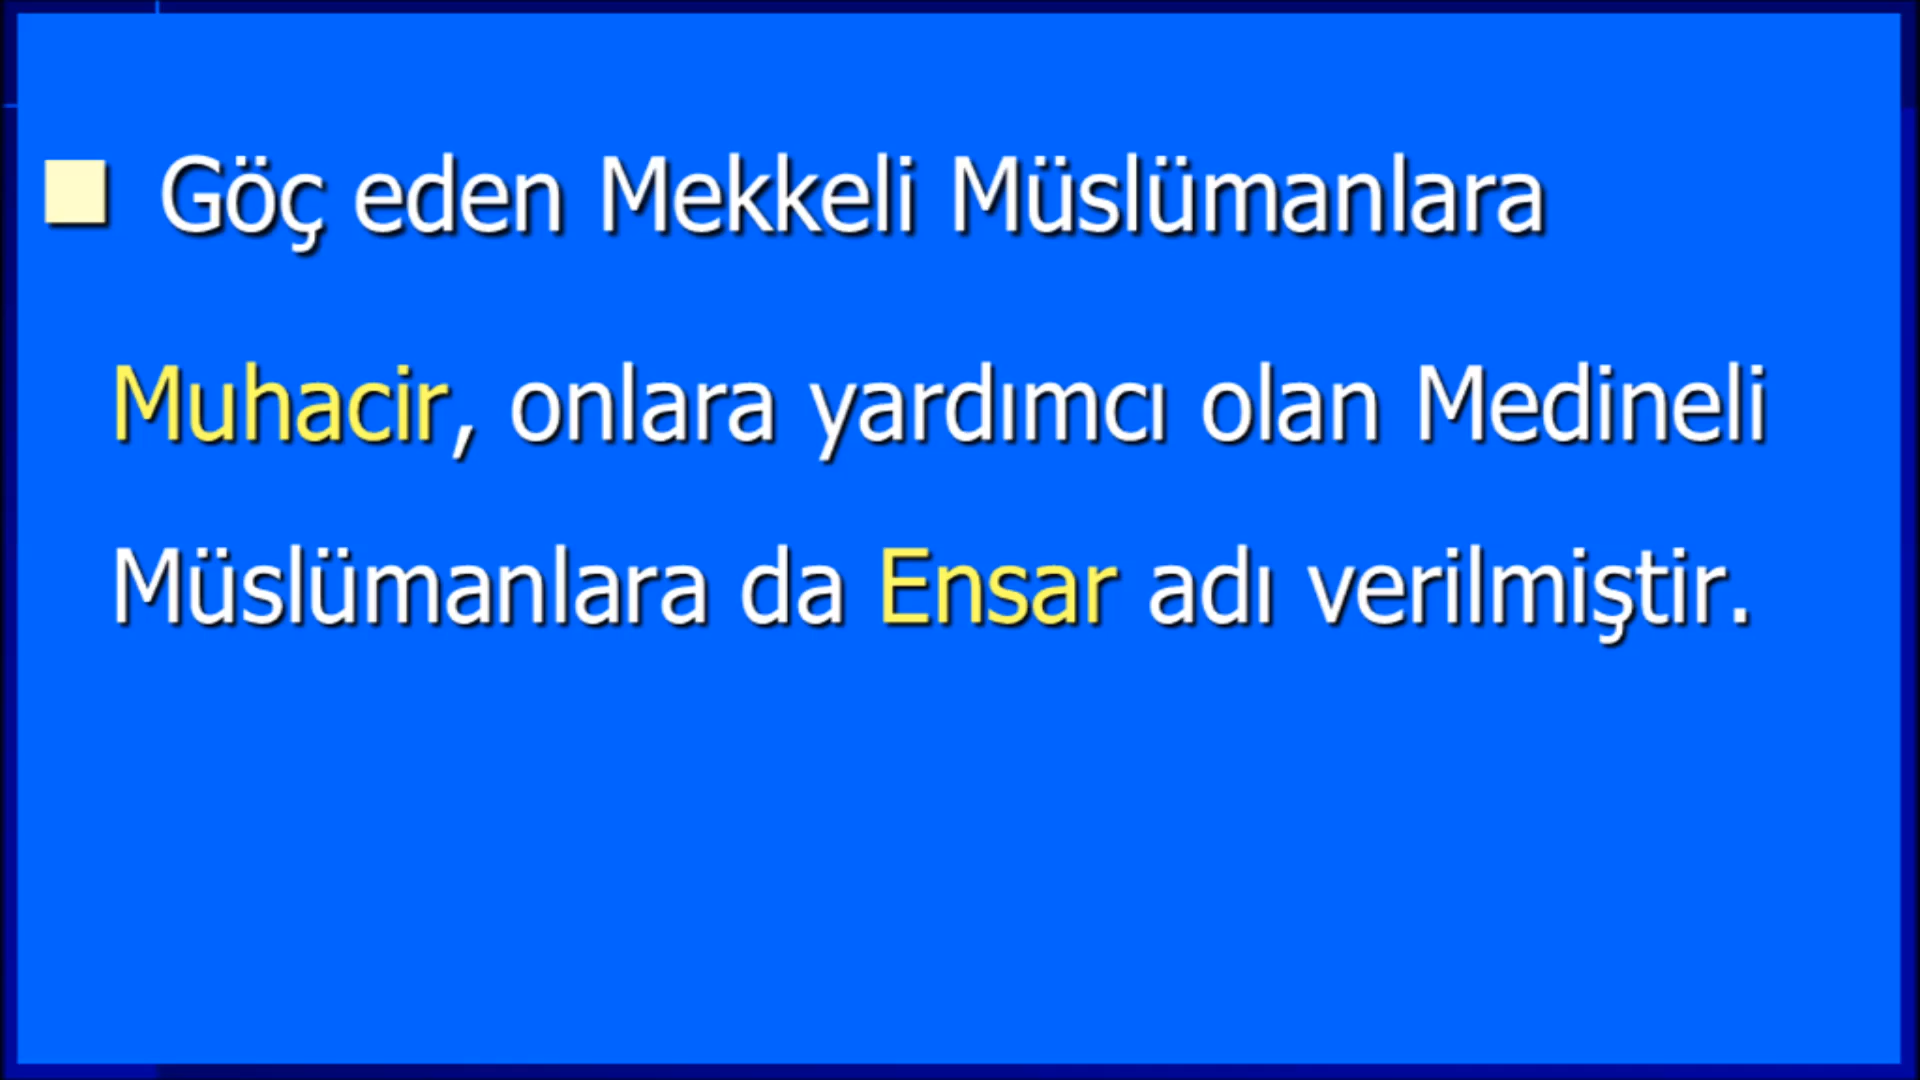 Göç eden Mekkeli Müslümanlara
Muhacir, onlara yardımcı olan Medineli
Müslümanlara da Ensar adı verilmiştir.